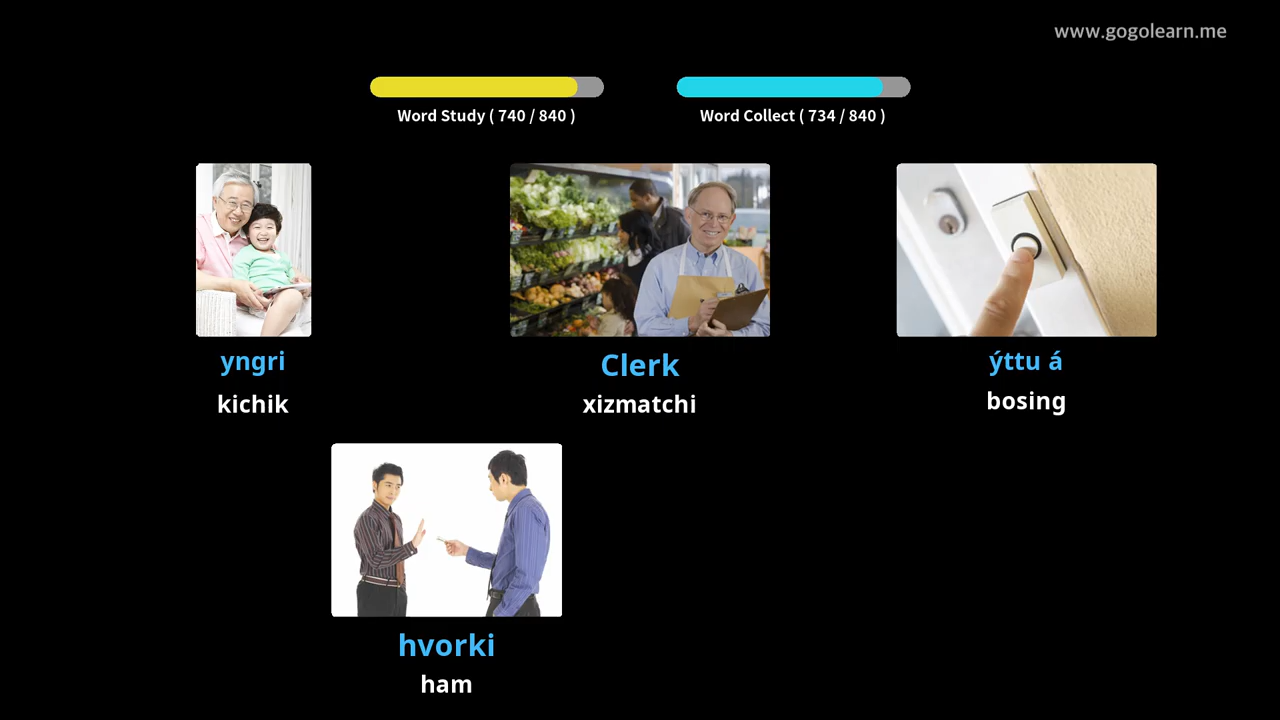 www.gogolearn.me
Word Study ( 740 / 840 )
Word Collect ( 734 / 840 )
yngri
kichik
Clerk
xizmatchi
ýttu á
bosing
hvorki
ham